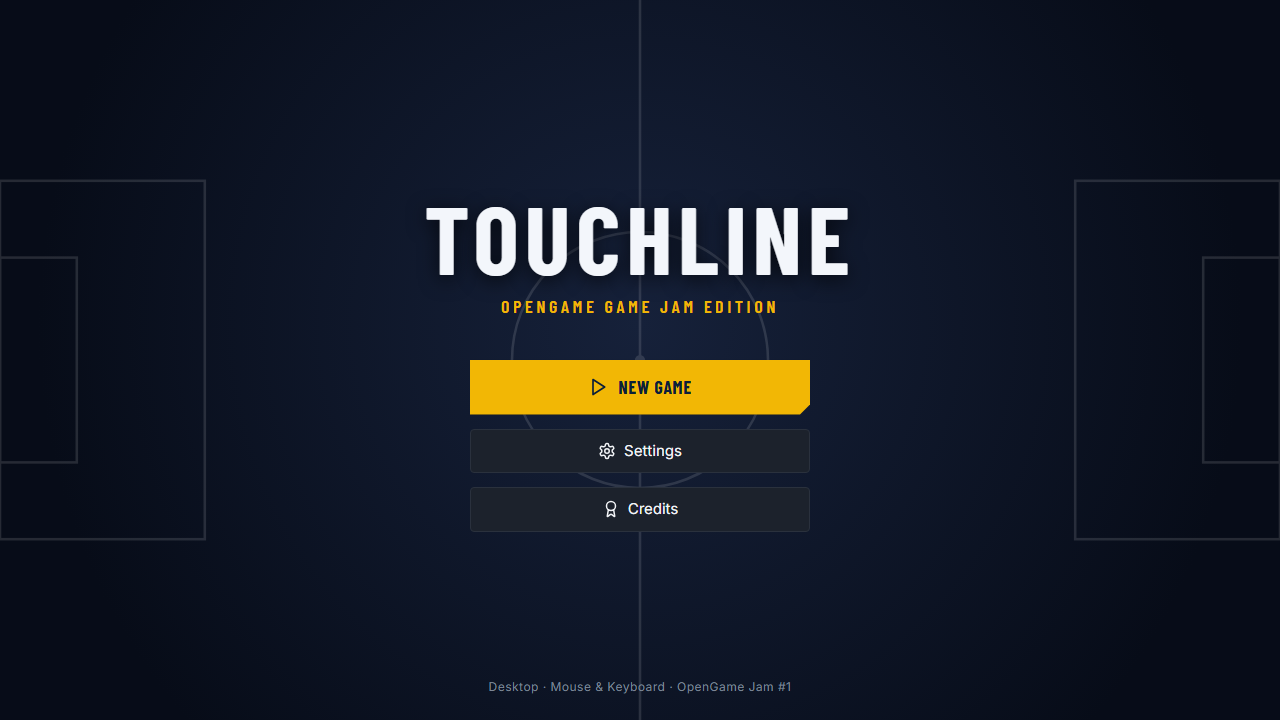 TOUCHLINE
OPENGAME GAME JAM EDITION
NEW GAME
Settings
Credits
Desktop · Mouse & Keyboard · OpenGame Jam #1